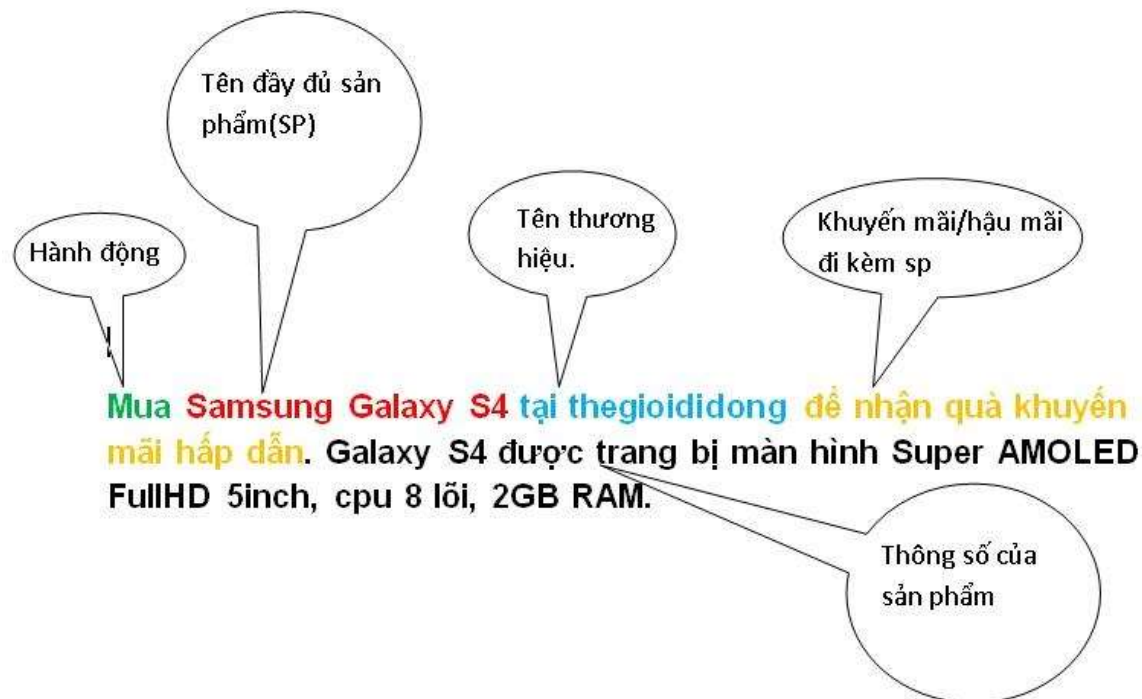 Tên đầy đủ sản
phẩm(SP)
Hành động
Tên thương
hiệu.
Khuyến mãi/hậu mãi
đi kèm sp
Mua Samsung Galaxy S4 tại thegioididong để nhận quà khuyến
mãi hấp dẫn. Galaxy S4 được trang bị màn hình Super AMOLED
FullHD 5inch, cpu 8 lõi, 2GB RAM.
Thông số của
sản phẩm